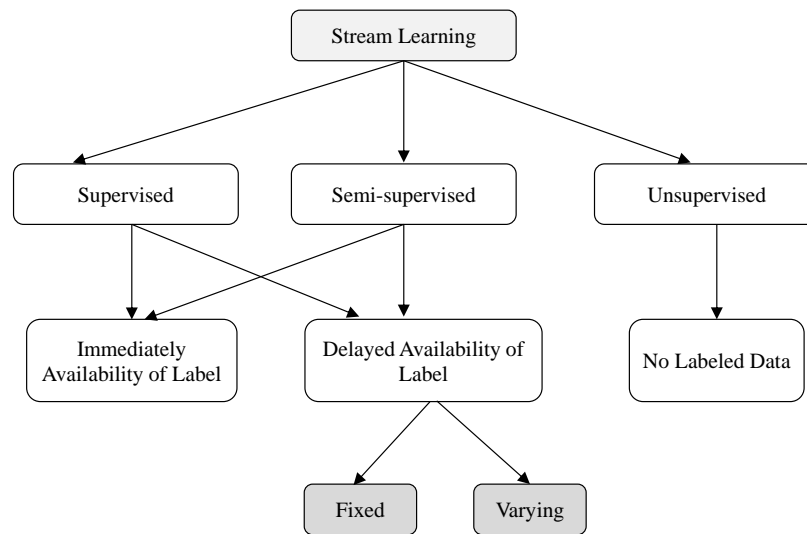 Stream Learning
Supervised
Semi-supervised
Unsupervised
Immediately
Availability of Label
Delayed Availability of
Label
No Labeled Data
Fixed
Varying